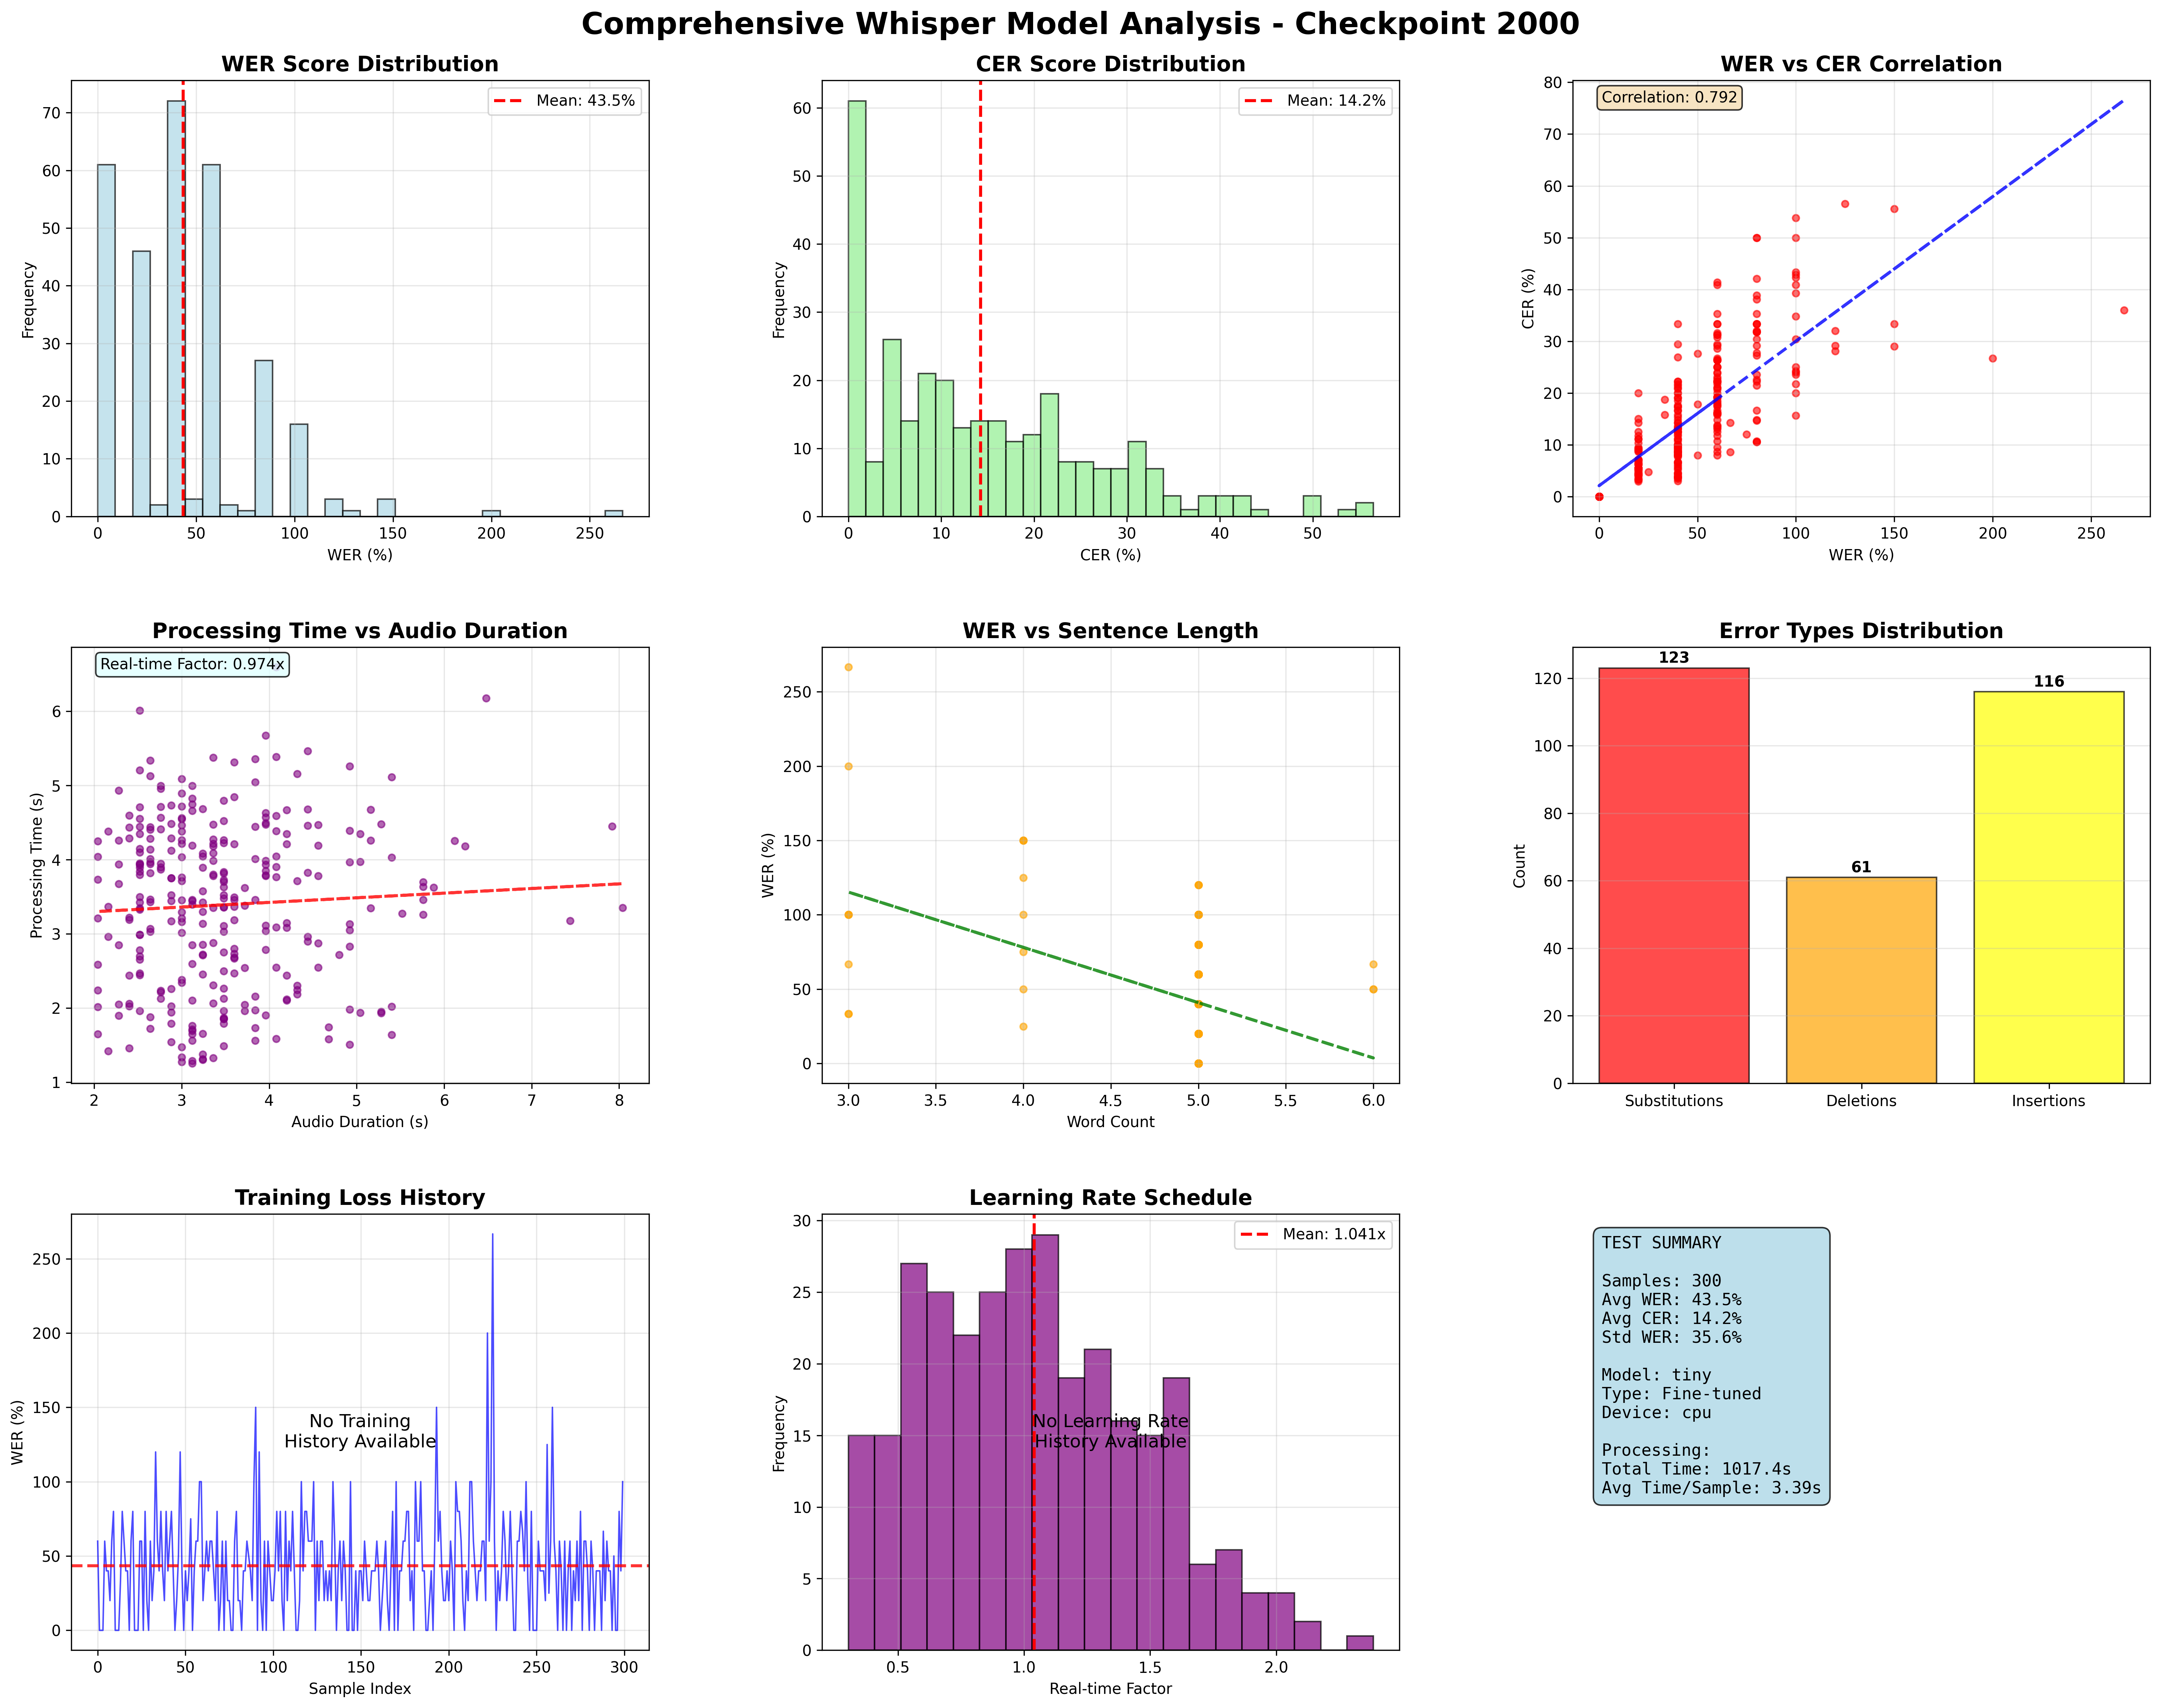 Comprehensive Whisper Model Analysis - Checkpoint 2000
WER Score Distribution
Mean: 43.5%
Frequency
70
60
50
40
30
20
10
0
0 50 100 150 200 250
WER (%)
CER Score Distribution
Mean: 14.2%
Frequency
60
50
40
30
20
10
0
0 10 20 30 40 50
CER (%)
WER vs CER Correlation
Correlation: 0.792
CER (%)
80
70
60
50
40
30
20
10
0
0 50 100 150 200 250
WER (%)
Processing Time vs Audio Duration
Real-time Factor: 0.974x
Processing Time (s)
6
5
4
3
2
1
2 3 4 5 6 7 8
Audio Duration (s)
WER vs Sentence Length
WER (%)
250
200
150
100
50
0
3.0 3.5 4.0 4.5 5.0 5.5 6.0
Word Count
Error Types Distribution
Count
120
100
80
60
40
20
0
123
61
116
Substitutions Deletions Insertions
Training Loss History
WER (%)
250
200
150
100
50
0
No Training
History Available
0 50 100 150 200 250 300
Sample Index
Learning Rate Schedule
Mean: 1.041x
Frequency
30
25
20
15
10
5
0
No Learning Rate
History Available
0.5 1.0 1.5 2.0
Real-time Factor
TEST SUMMARY
Samples: 300
Avg WER: 43.5%
Avg CER: 14.2%
Std WER: 35.6%
Model: tiny
Type: Fine-tuned
Device: cpu
Processing:
Total Time: 1017.4s
Avg Time/Sample: 3.39s